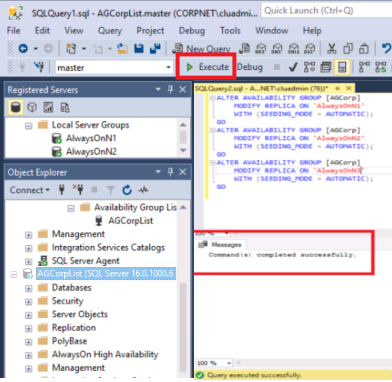 SQLQuery1.sql - AGCorp.master (CORPNET\cluadmin
Quick Launch (Ctrl+Q)
File Edit View Query Project Debug Tools Window Help
New Query
master
Execute
Debug
Registered Servers
Local Server Groups
AlwaysOnN1
AlwaysOnN2
Object Explorer
Connect
Availability Group Lis
AGCorpList
Management
Integration Services Catalogs
SQL Server Agent
AGCorpList (SQL Server 16.0.1000.6
Databases
Security
Server Objects
Replication
PolyBase
AlwaysOn High Availability
Management
SQLQuery2.sql - A...NET\cluadmin (76))*
ALTER AVAILABILITY GROUP [AGCorp]
MODIFY REPLICA ON 'AlwaysOnN1'
WITH (SEEDING_MODE = AUTOMATIC);
GO
ALTER AVAILABILITY GROUP [AGCorp]
MODIFY REPLICA ON 'AlwaysOnN2'
WITH (SEEDING_MODE = AUTOMATIC);
GO
ALTER AVAILABILITY GROUP [AGCorp]
MODIFY REPLICA ON 'AlwaysOnN3'
WITH (SEEDING_MODE = AUTOMATIC);
GO
Messages
Command(s) completed successfully.
100 %
Query executed successfully.